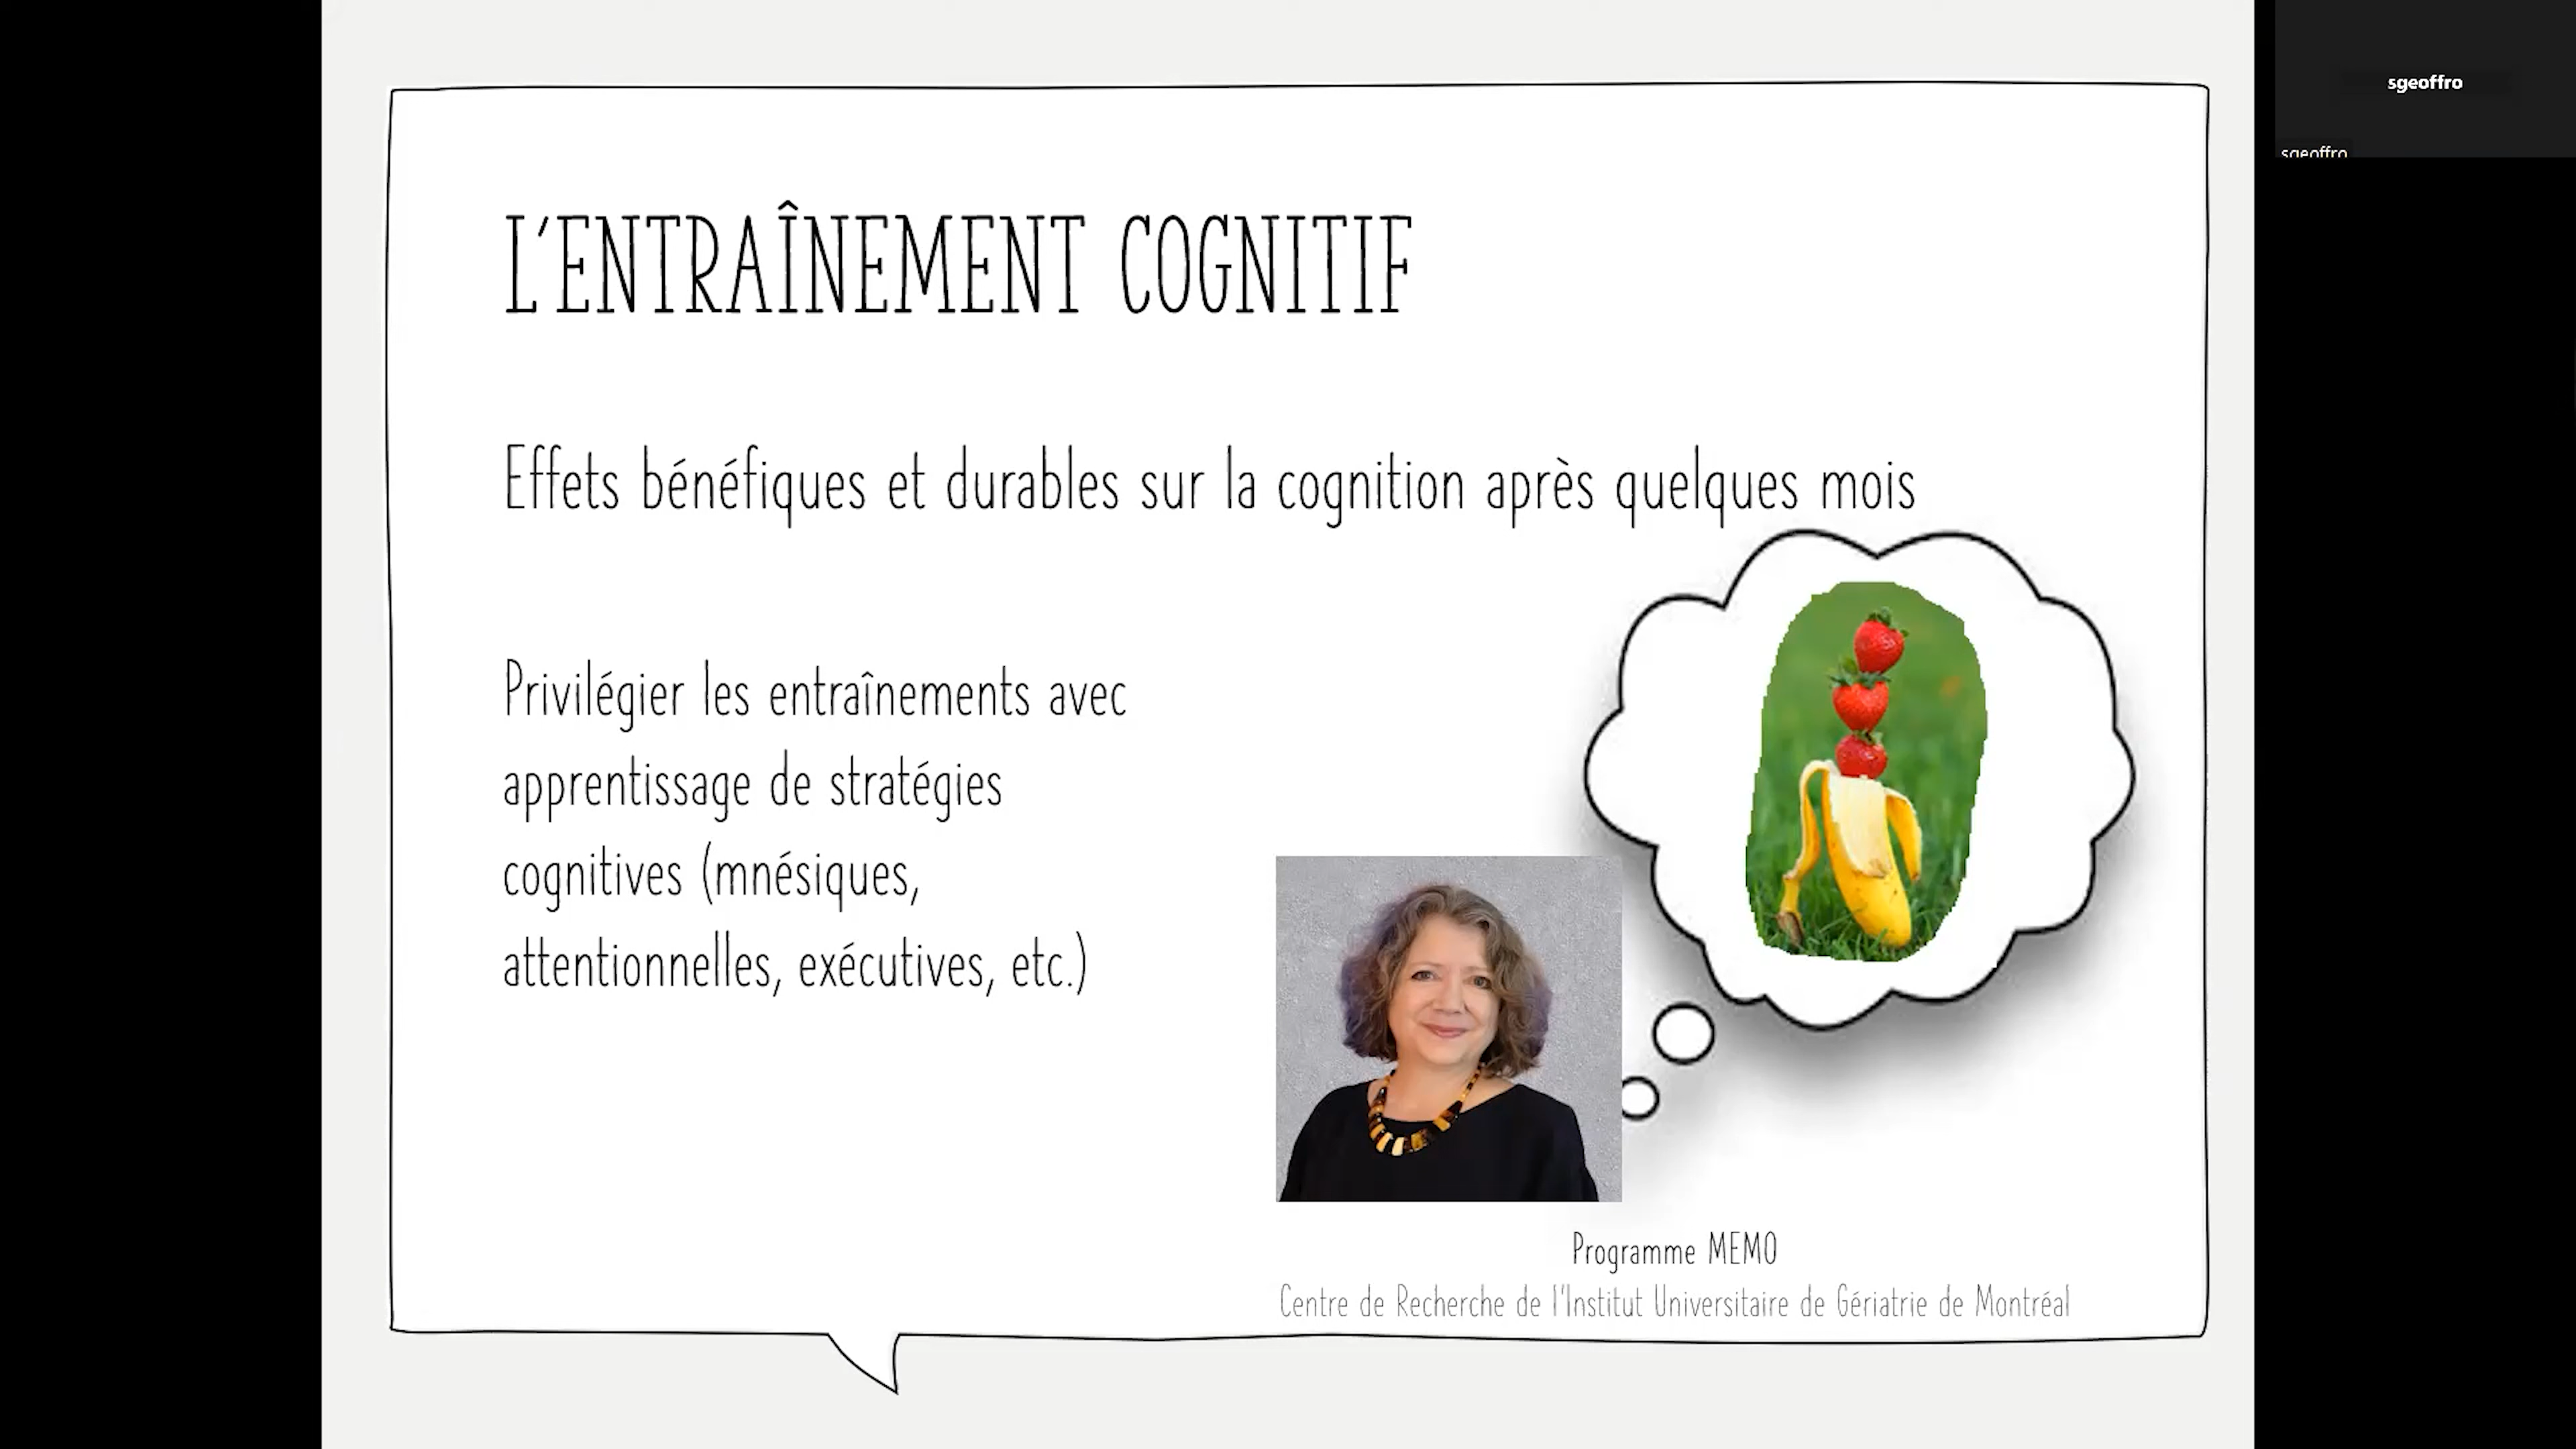 L'ENTRAÎNEMENT COGNITIF
Effets bénéfiques et durables sur la cognition après quelques mois
Privilégier les entraînements avec
apprentissage de stratégies
cognitives (mnésiques,
attentionnelles, exécutives, etc.)
Programme MEMO
Centre de Recherche de l'Institut Universitaire de Gériatrie de Montréal
sgeoffro
sgeoffro